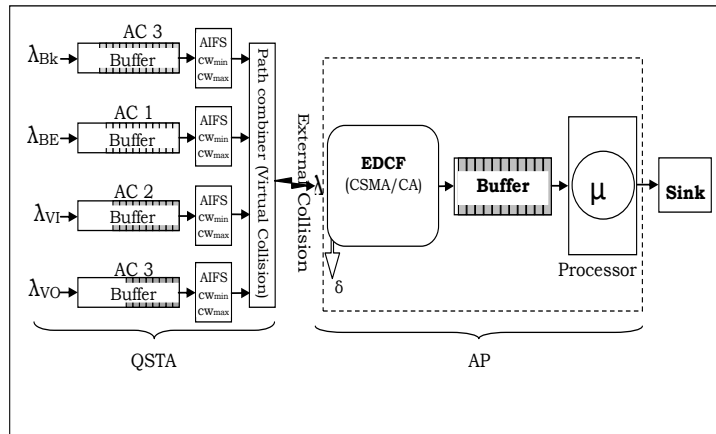 AC 3
λBk
Buffer
AIFS
cwmin
cwmax
AC 1
λBE
Buffer
AIFS
cwmin
cwmax
AC 2
λVI
Buffer
AIFS
cwmin
cwmax
AC 3
λVO
Buffer
AIFS
cwmin
cwmax
Path combiner (Virtual Collision)
External Collision
λ
EDCF
(CSMA/CA)
δ
Buffer
μ
Processor
Sink
QSTA
AP